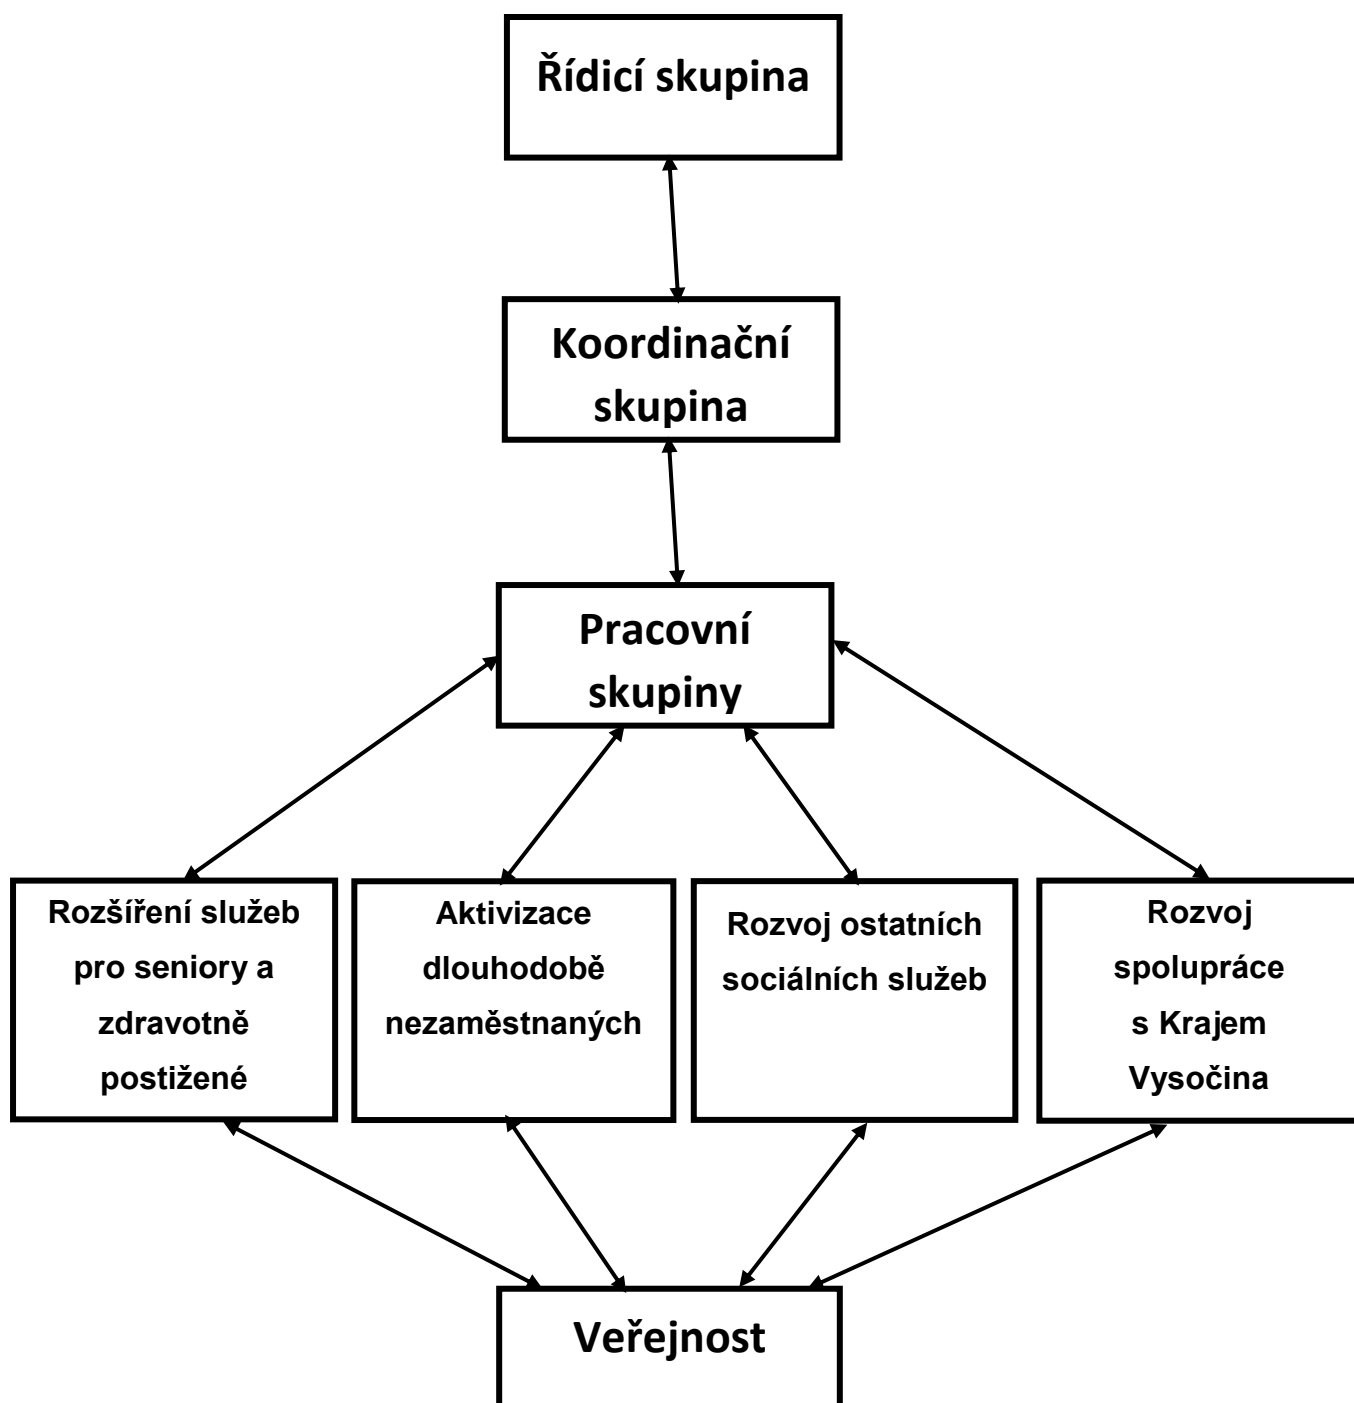 Řídicí skupina
Koordinační
skupina
Pracovní
skupiny
Rozšíření služeb
pro seniory a
zdravotně
postižené
Aktivizace
dlouhodobě
nezaměstnaných
Rozvoj ostatních
sociálních služeb
Rozvoj
spolupráce
s Krajem
Vysočina
Veřejnost